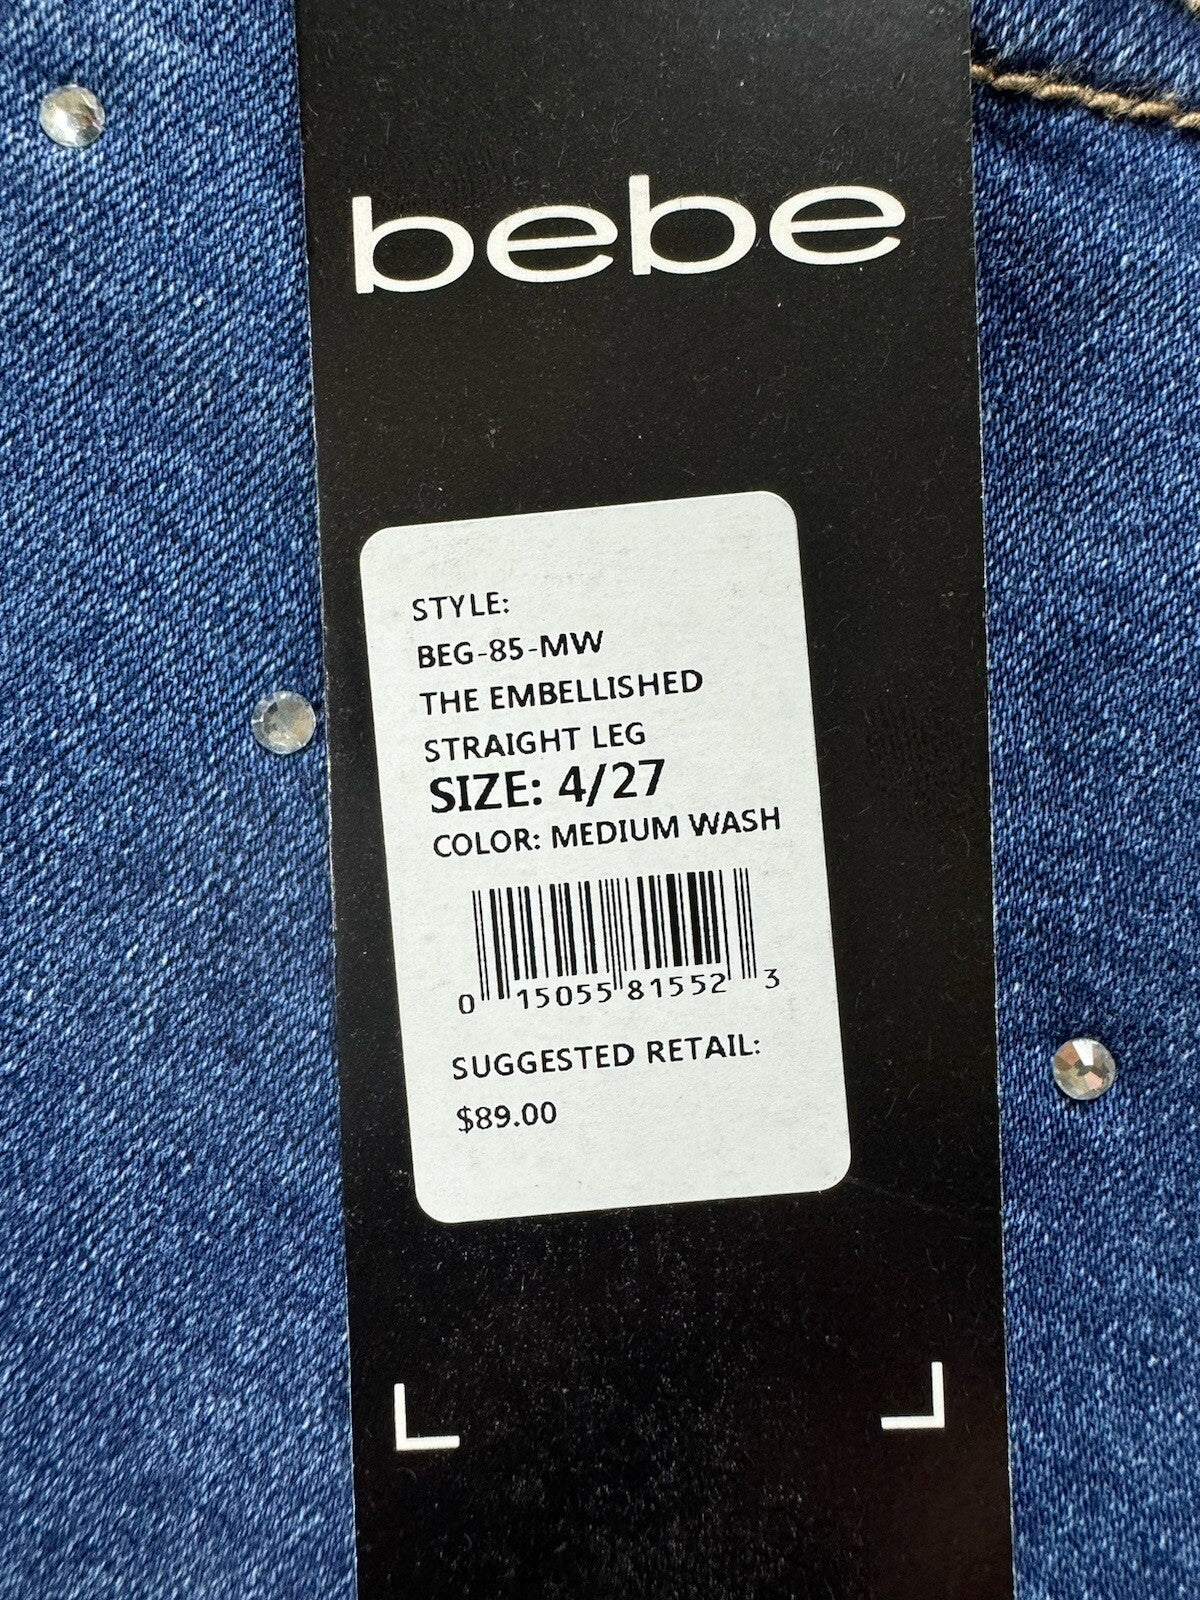 bebe
STYLE:
BEG-85-MW
THE EMBELLISHED
STRAIGHT LEG
SIZE: 4/27
COLOR: MEDIUM WASH
0 15055 81552 3
SUGGESTED RETAIL:
$89.00